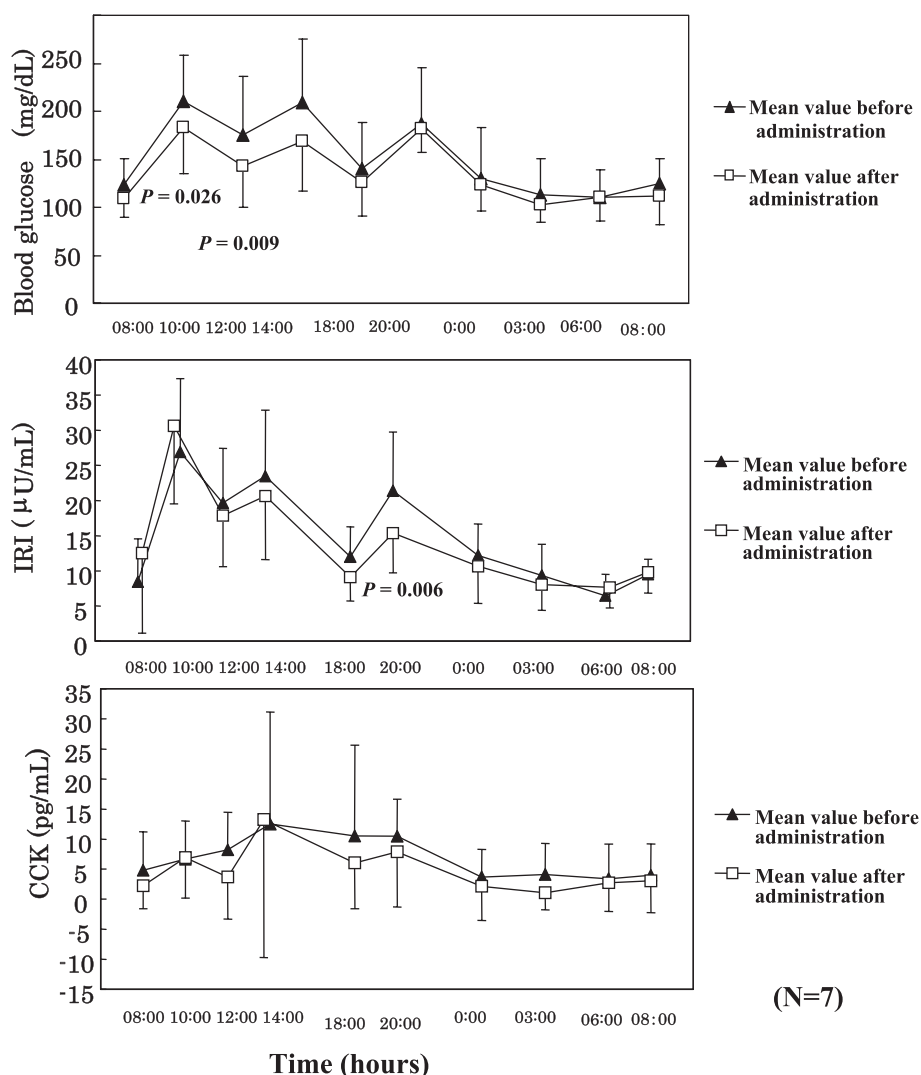 Blood glucose (mg/dL)
250
200
150
100
50
0
P = 0.026
P = 0.009
08:00 10:00 12:00 14:00 18:00 20:00 0:00 03:00 06:00 08:00
Mean value before
administration
Mean value after
administration
IRI (μU/mL)
40
35
30
25
20
15
10
5
0
P = 0.006
08:00 10:00 12:00 14:00 18:00 20:00 0:00 03:00 06:00 08:00
Mean value before
administration
Mean value after
administration
CCK (pg/mL)
35
30
25
20
15
10
5
0
-5
-10
-15
08:00 10:00 12:00 14:00 18:00 20:00 0:00 03:00 06:00 08:00
Mean value before
administration
Mean value after
administration
(N=7)
Time (hours)